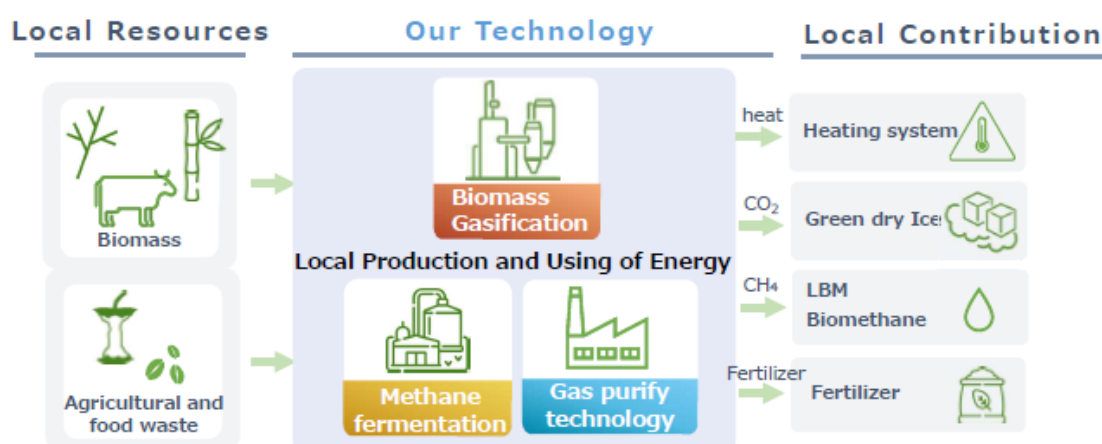 Local Resources
Our Technology
Local Contribution
Biomass
Agricultural and
food waste
Biomass
Gasification
Local Production and Using of Energy
Methane
fermentation
Gas purify
technology
heat
Heating system
CO₂
Green dry Ice
CH₄
LBM
Biomethane
Fertilizer
Fertilizer